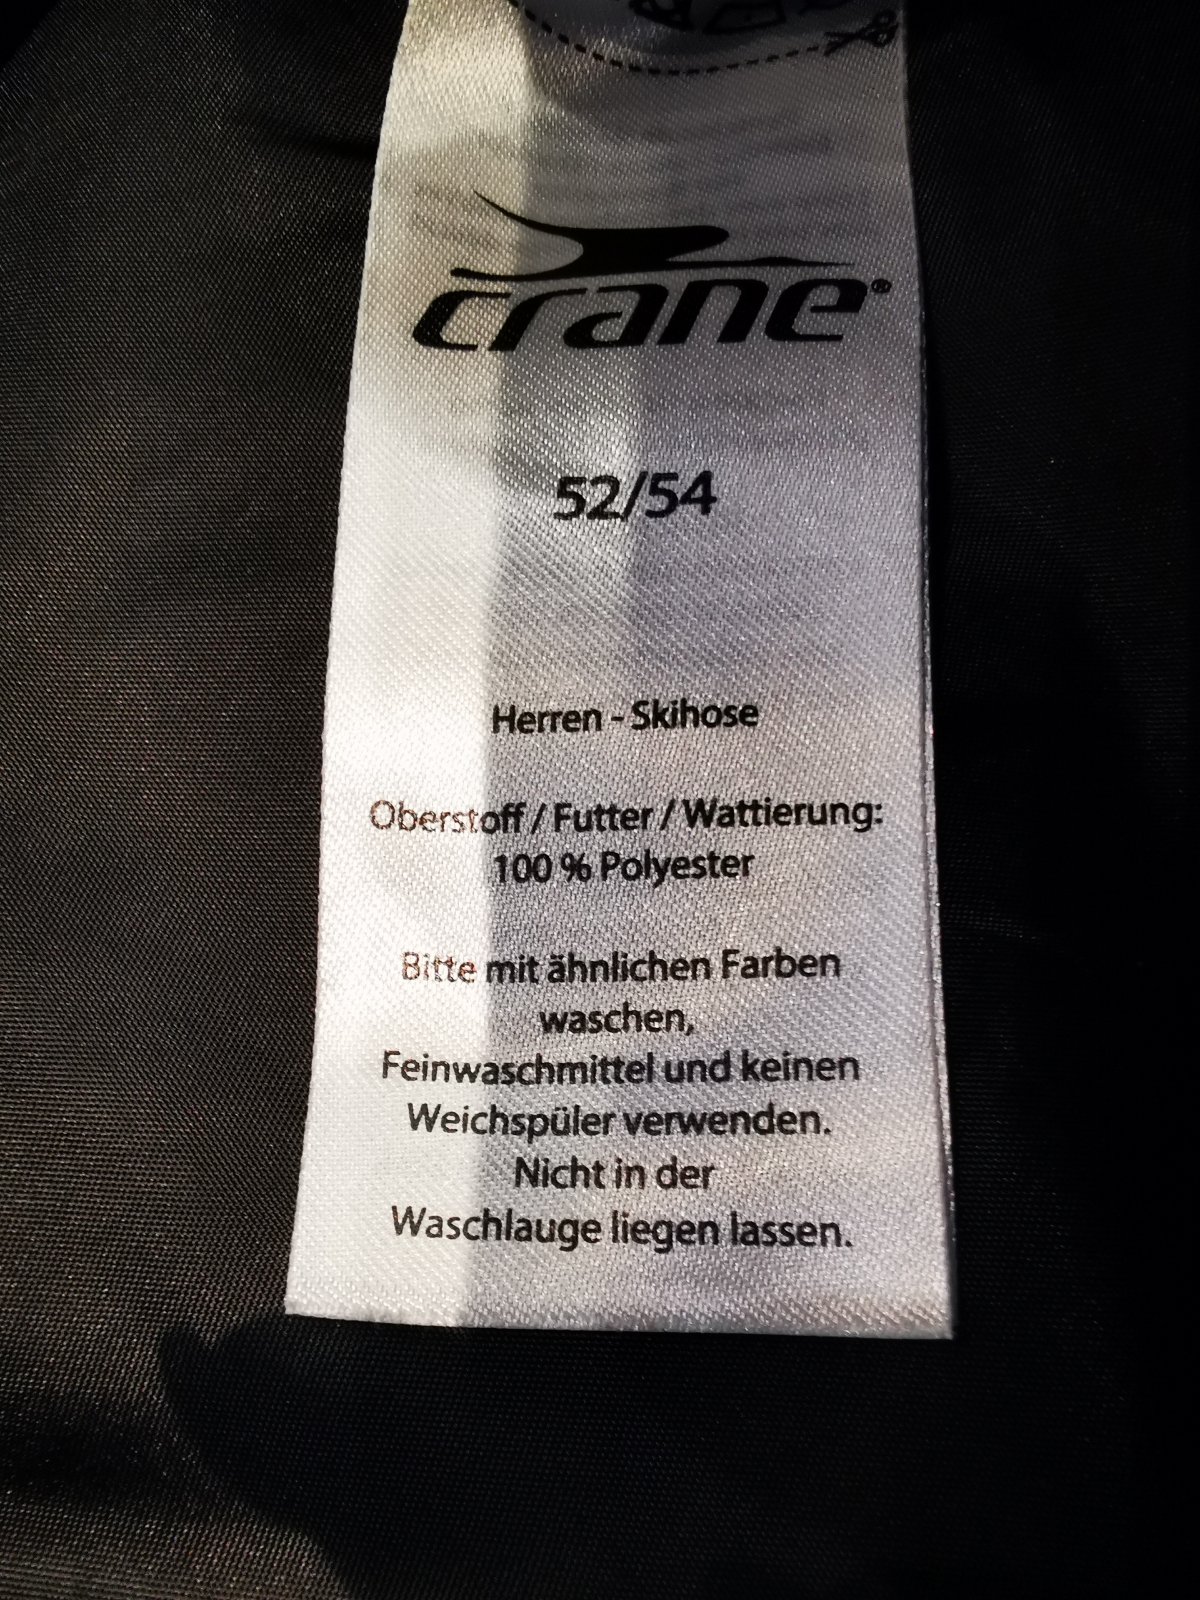 crane®
52/54
Herren - Skihose
Oberstoff / Futter / Wattierung:
100 % Polyester
Bitte mit ähnlichen Farben
waschen,
Feinwaschmittel und keinen
Weichspüler verwenden.
Nicht in der
Waschlauge liegen lassen.